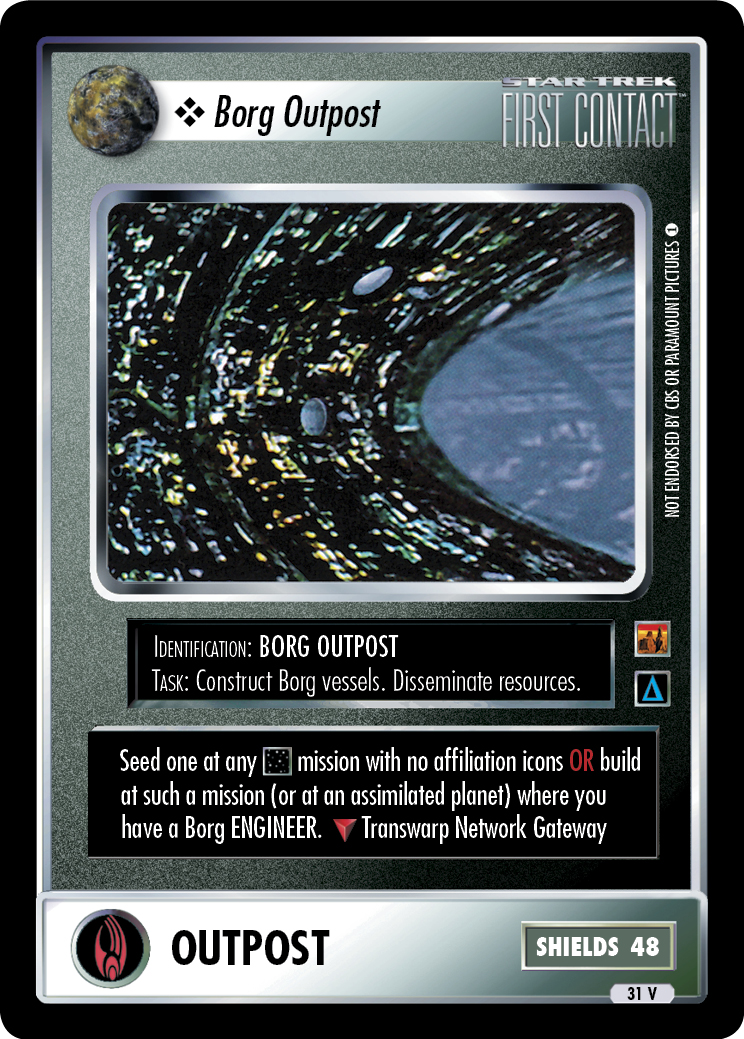 ❖ Borg Outpost
STAR TREK
FIRST CONTACT™
NOT ENDORSED BY CBS OR PARAMOUNT PICTURES 1
IDENTIFICATION: BORG OUTPOST
TASK: Construct Borg vessels. Disseminate resources.
Seed one at any mission with no affiliation icons OR build
at such a mission (or at an assimilated planet) where you
have a Borg ENGINEER. Transwarp Network Gateway
OUTPOST
SHIELDS 48
31 V